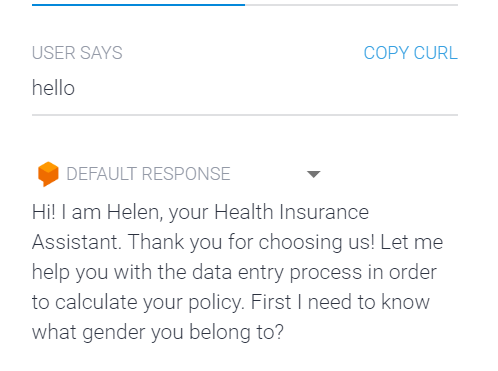 USER SAYS COPY CURL
hello
DEFAULT RESPONSE
Hi! I am Helen, your Health Insurance
Assistant. Thank you for choosing us! Let me
help you with the data entry process in order
to calculate your policy. First I need to know
what gender you belong to?